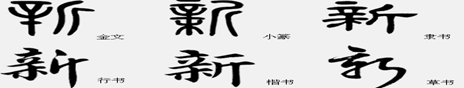 新 金文 新 小篆 新 隶书
新 行书 新 楷书 新 草书